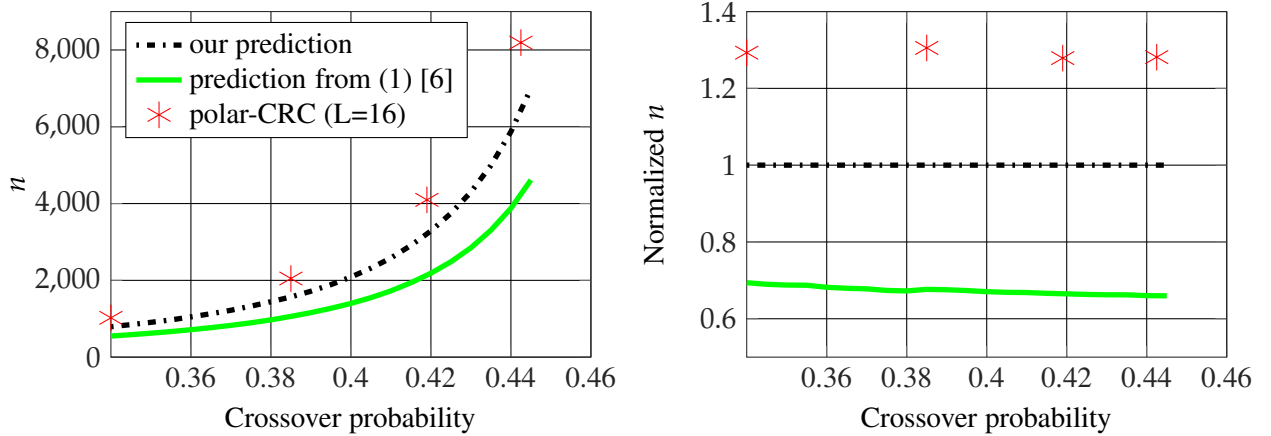 our prediction
prediction from (1) [6]
polar-CRC (L=16)
8,000
6,000
4,000
2,000
0
n
0.36 0.38 0.4 0.42 0.44 0.46
Crossover probability
1.4
1.2
1
0.8
0.6
Normalized n
0.36 0.38 0.4 0.42 0.44 0.46
Crossover probability